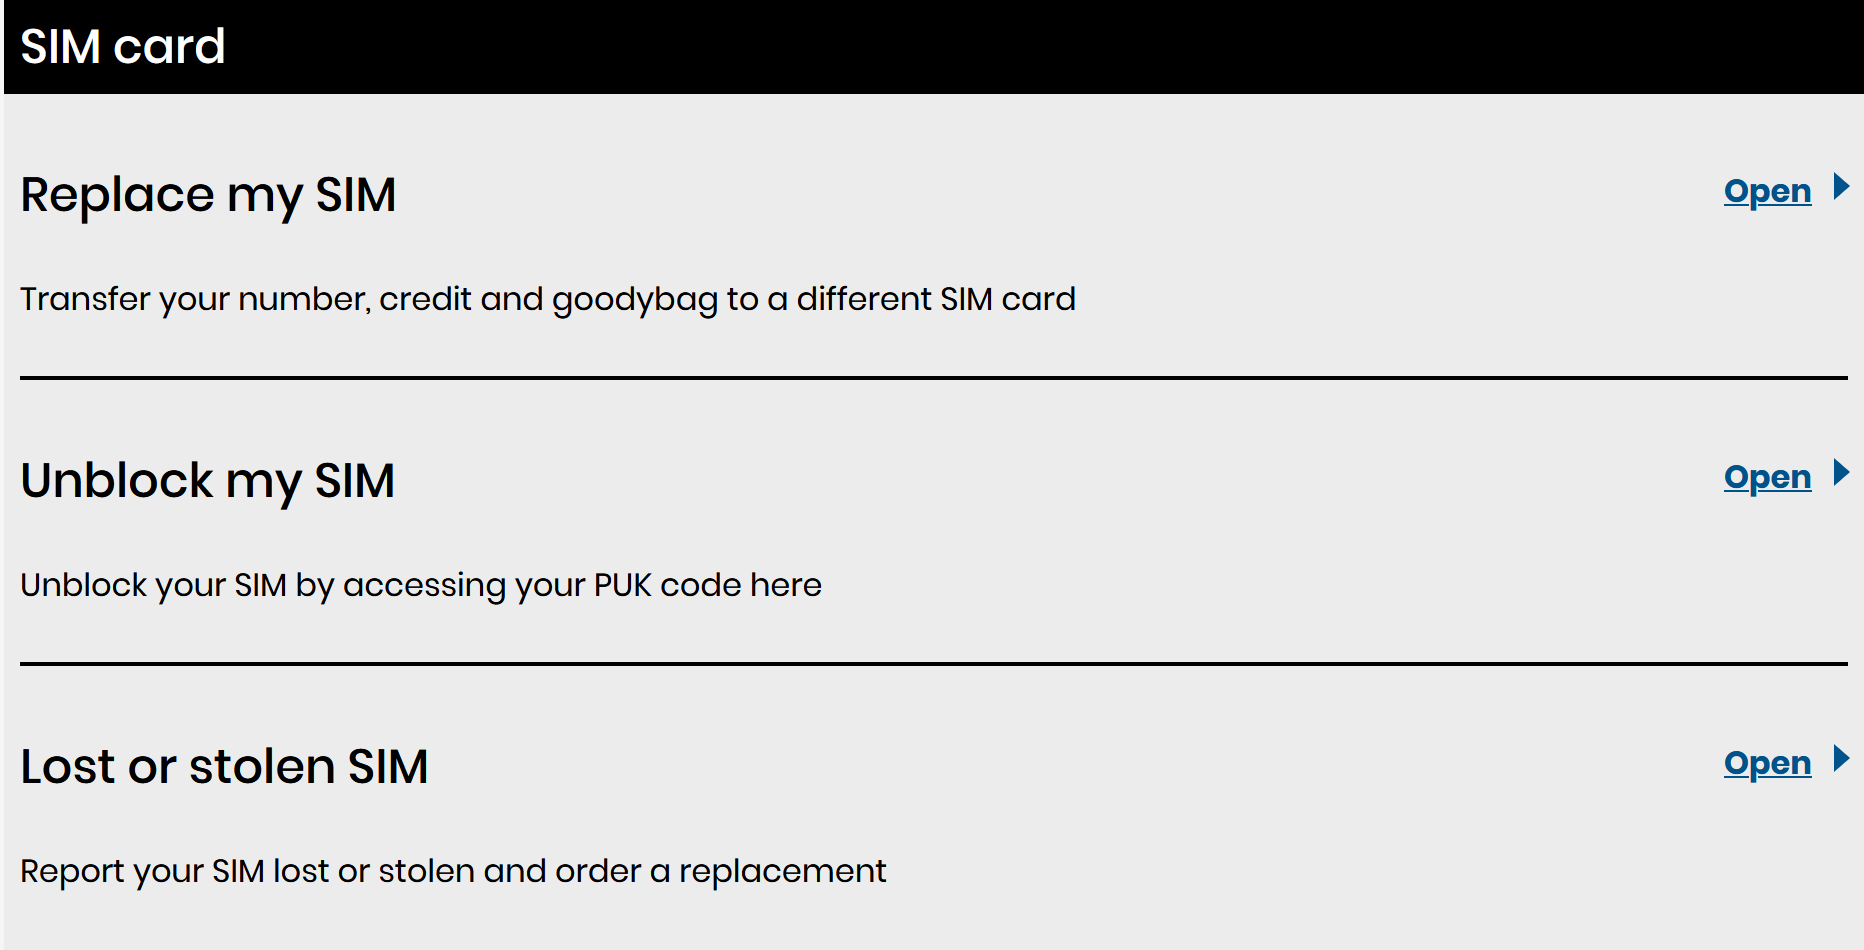 SIM card
Replace my SIM
Open
Transfer your number, credit and goodybag to a different SIM card
Unblock my SIM
Open
Unblock your SIM by accessing your PUK code here
Lost or stolen SIM
Open
Report your SIM lost or stolen and order a replacement